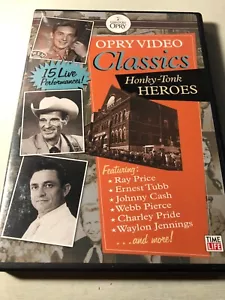 OPRY
OPRY VIDEO
Classics
15 Live
Performances!
Honky-Tonk
HEROES
Featuring:
★ Ray Price
★ Ernest Tubb
★ Johnny Cash
★ Webb Pierce
★ Charley Pride
★ Waylon Jennings
...and more!
TIME
LIFE